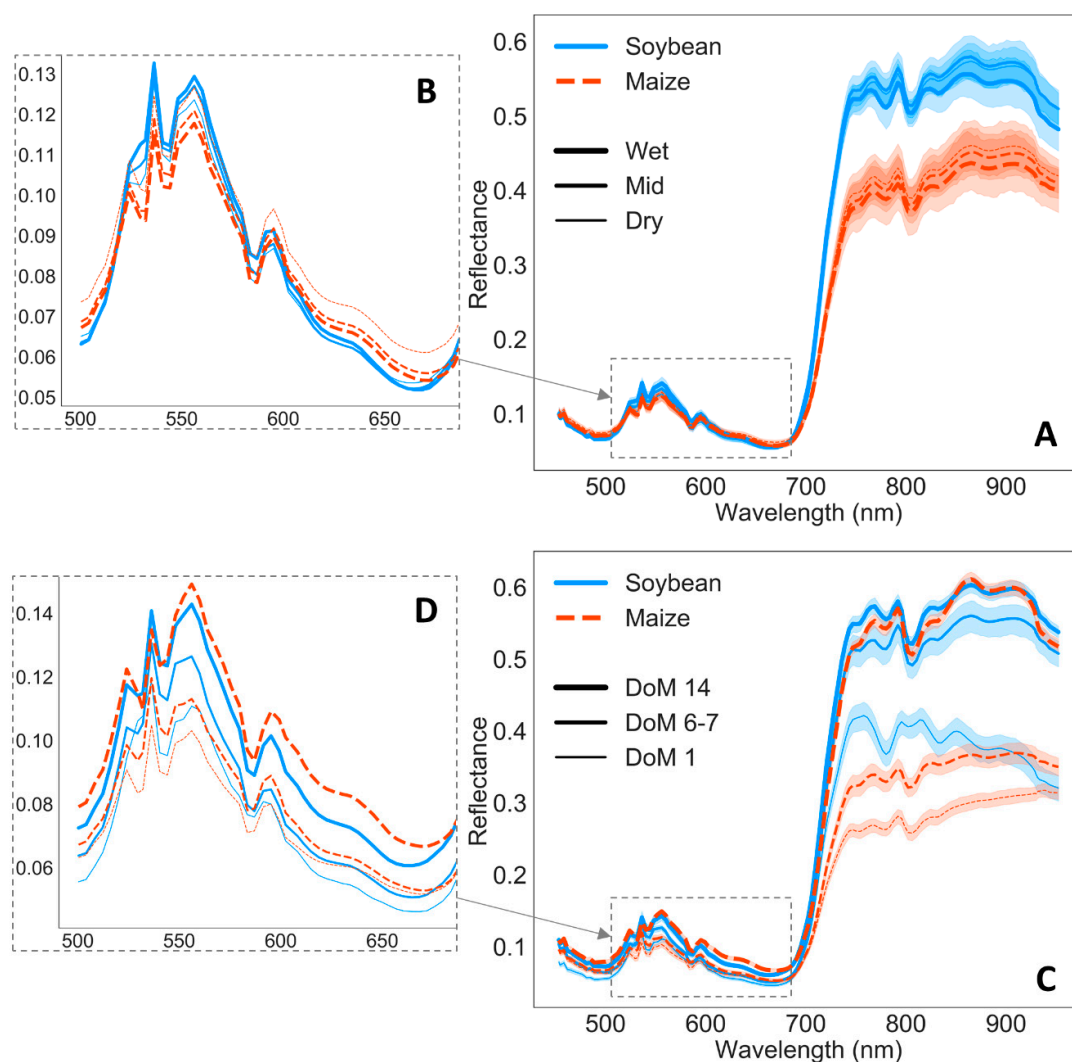 B
0.13
0.12
0.11
0.10
0.09
0.08
0.07
0.06
0.05
500 550 600 650
0.6
0.5
0.4
0.3
0.2
0.1
Reflectance
Soybean
Maize
Wet
Mid
Dry
A
500 600 700 800 900
Wavelength (nm)
D
0.14
0.12
0.10
0.08
0.06
500 550 600 650
0.6
0.5
0.4
0.3
0.2
0.1
Reflectance
Soybean
Maize
DoM 14
DoM 6-7
DoM 1
C
500 600 700 800 900
Wavelength (nm)